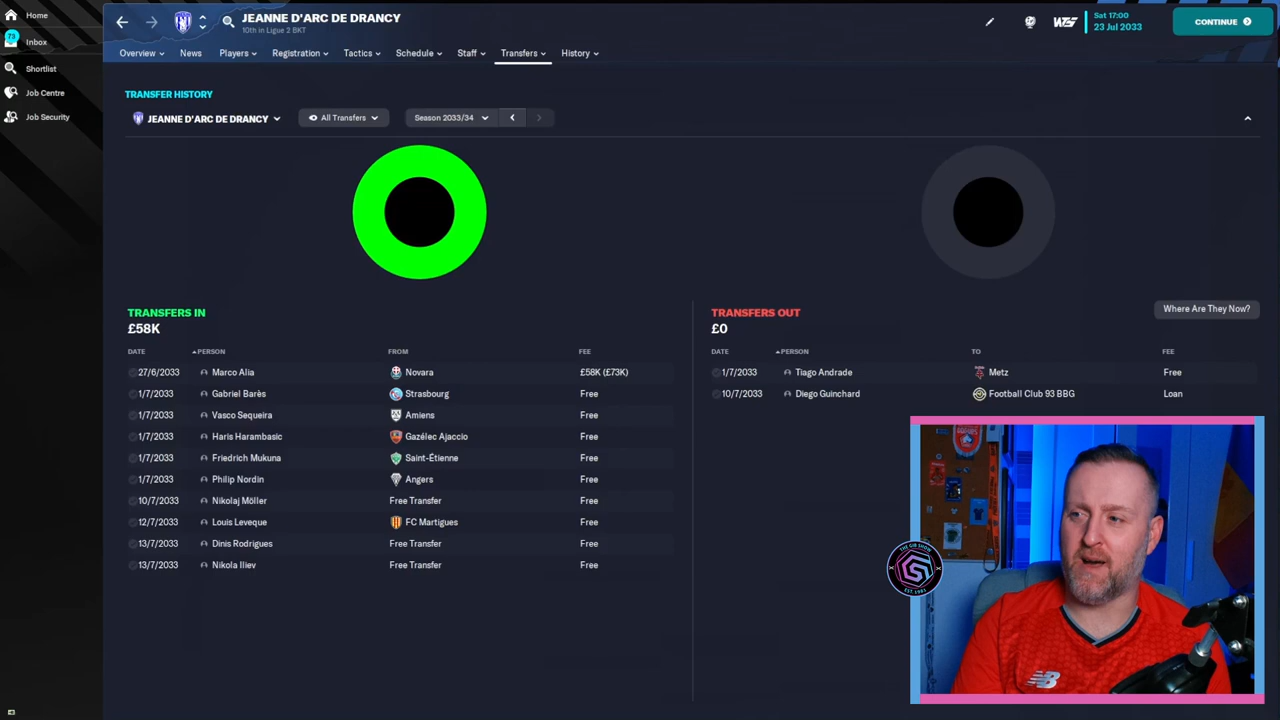 Home
73
Inbox
Shortlist
Job Centre
Job Security
JEANNE D'ARC DE DRANCY
10th in Ligue 2 BKT
Sat 17:00
23 Jul 2033
CONTINUE
Overview
News
Players
Registration
Tactics
Schedule
Staff
Transfers
History
TRANSFER HISTORY
JEANNE D'ARC DE DRANCY
All Transfers
Season 2033/34
TRANSFERS IN
£58K
DATE PERSON FROM FEE
27/6/2033 Marco Alia Novara £58K (£73K)
1/7/2033 Gabriel Barès Strasbourg Free
1/7/2033 Vasco Sequeira Amiens Free
1/7/2033 Haris Harambasic Gazélec Ajaccio Free
1/7/2033 Friedrich Mukuna Saint-Étienne Free
1/7/2033 Philip Nordin Angers Free
10/7/2033 Nikolaj Möller Free Transfer Free
12/7/2033 Louis Leveque FC Martigues Free
13/7/2033 Dinis Rodrigues Free Transfer Free
13/7/2033 Nikola Iliev Free Transfer Free
TRANSFERS OUT
£0
Where Are They Now?
DATE PERSON TO FEE
1/7/2033 Tiago Andrade Metz Free
10/7/2033 Diego Guinchard Football Club 93 BBG Loan
THE GIB SHOW
EST. 1981